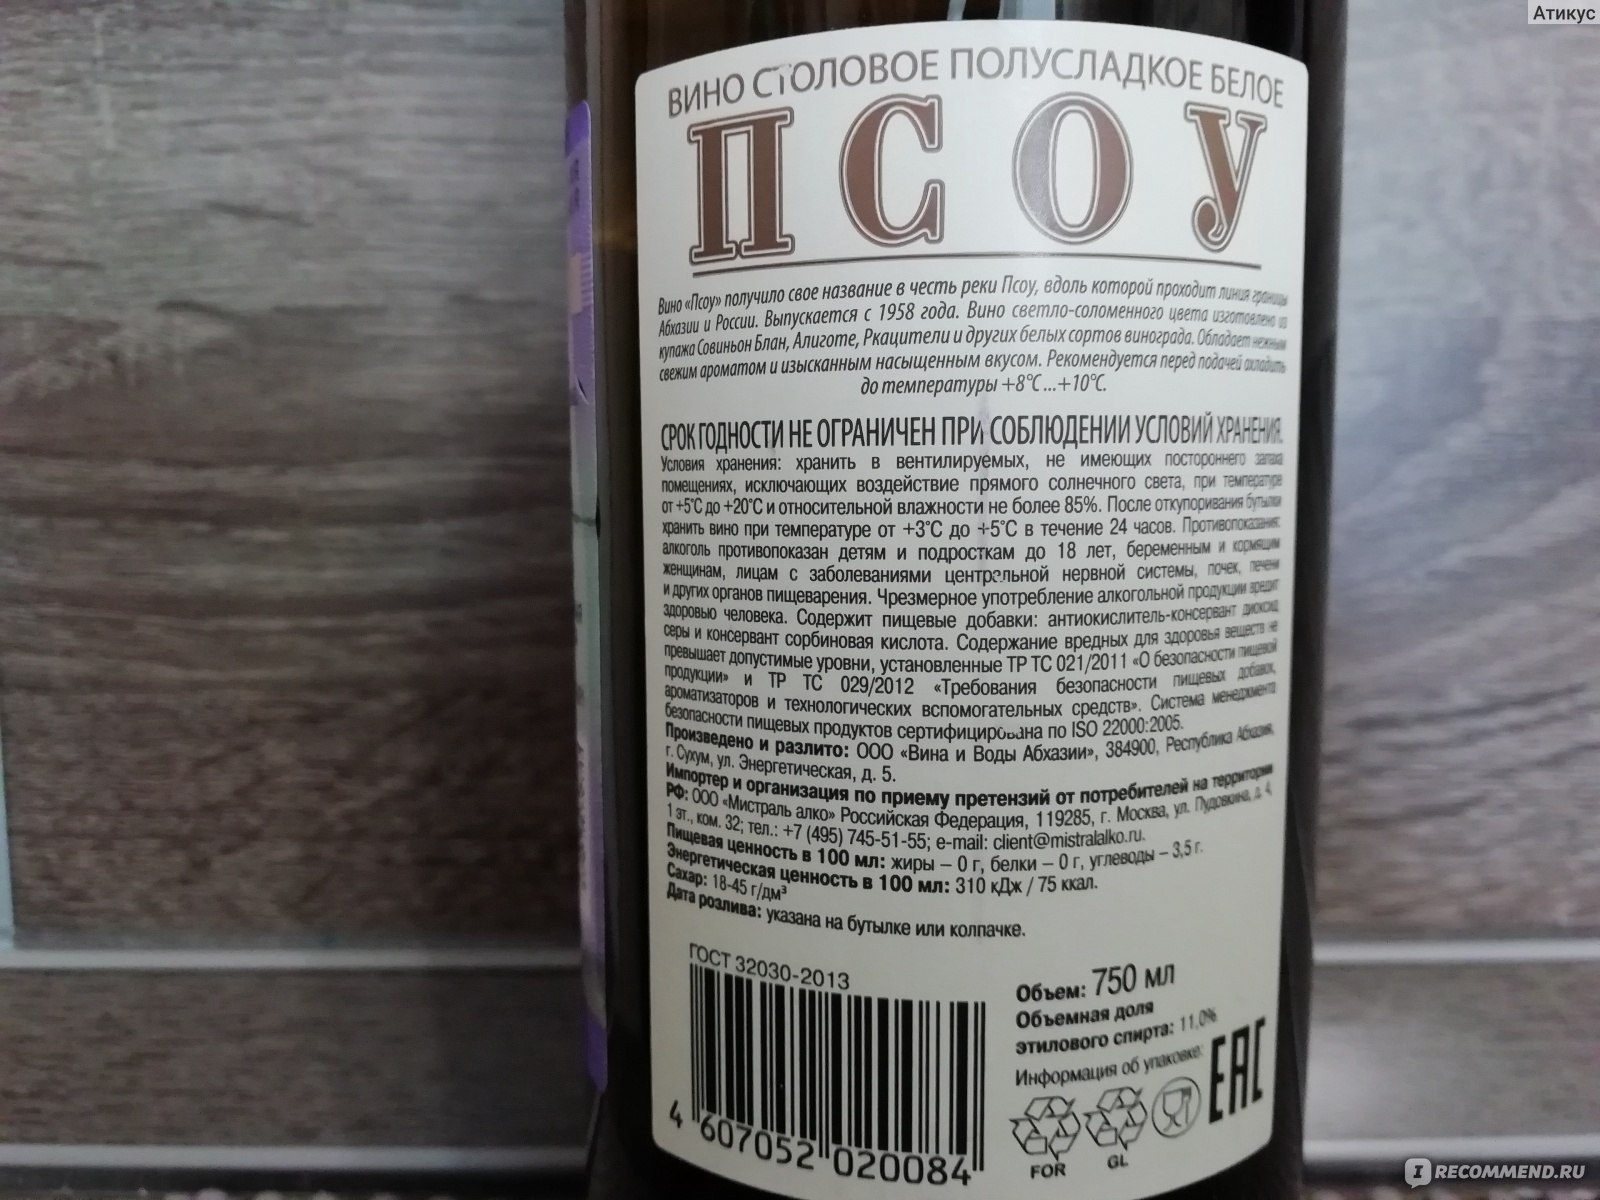 Атикус
ВИНО СТОЛОВОЕ ПОЛУСЛАДКОЕ БЕЛОЕ
ПСОУ
Вино «Псоу» получило свое название в честь реки Псоу, вдоль которой проходит линия границы
Абхазии и России. Выпускается с 1958 года. Вино светло-соломенного цвета изготовлено из
купажа Совиньон Блан, Алиготе, Ркацители и других белых сортов винограда. Обладает нежным
свежим ароматом и изысканным насыщенным вкусом. Рекомендуется перед подачей охладить
до температуры +8°С...+10°С.
СРОК ГОДНОСТИ НЕ ОГРАНИЧЕН ПРИ СОБЛЮДЕНИИ УСЛОВИЙ ХРАНЕНИЯ.
Условия хранения: хранить в вентилируемых, не имеющих постороннего запаха
помещениях, исключающих воздействие прямого солнечного света, при температуре
от +5°С до +20°С и относительной влажности не более 85%. После откупоривания бутылки
хранить вино при температуре от +3°С до +5°С в течение 24 часов. Противопоказания:
алкоголь противопоказан детям и подросткам до 18 лет, беременным и кормящим
женщинам, лицам с заболеваниями центральной нервной системы, почек, печени
и других органов пищеварения. Чрезмерное употребление алкогольной продукции вредит
здоровью человека. Содержит пищевые добавки: антиокислитель-консервант диоксид
серы и консервант сорбиновая кислота. Содержание вредных для здоровья веществ не
превышает допустимые уровни, установленные ТР ТС 021/2011 «О безопасности пищевой
продукции» и ТР ТС 029/2012 «Требования безопасности пищевых добавок,
ароматизаторов и технологических вспомогательных средств». Система менеджмента
безопасности пищевых продуктов сертифицирована по ISO 22000:2005.
Произведено и разлито: ООО «Вина и Воды Абхазии», 384900, Республика Абхазия,
г. Сухум, ул. Энергетическая, д. 5.
Импортер и организация по приему претензий от потребителей на территории
РФ: ООО «Мистраль алко» Российская Федерация, 119285, г. Москва, ул. Пудовкина, д. 4,
1 эт., ком. 32; тел.: +7 (495) 745-51-55; e-mail: client@mistralalko.ru.
Пищевая ценность в 100 мл: жиры – 0 г, белки – 0 г, углеводы – 3,5 г.
Энергетическая ценность в 100 мл: 310 кДж / 75 ккал.
Сахар: 18-45 г/дм³
Дата розлива: указана на бутылке или колпачке.
ГОСТ 32030-2013
4 607052 020084
Объем: 750 мл
Объемная доля
этилового спирта: 11,0%
Информация об упаковке:
EAC
FOR GL
IRECOMMEND.RU